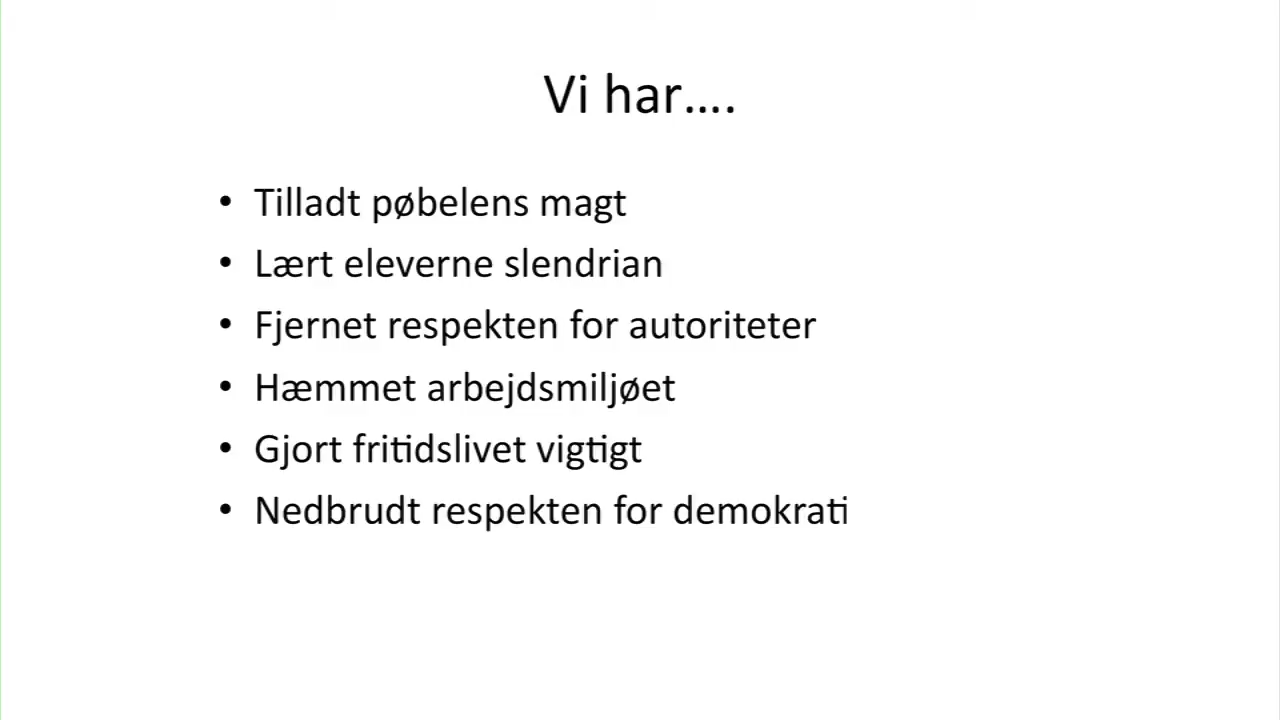 Vi har....
• Tilladt pøbelens magt
• Lært eleverne slendrian
• Fjernet respekten for autoriteter
• Hæmmet arbejdsmiljøet
• Gjort fritidslivet vigtigt
• Nedbrudt respekten for demokrati